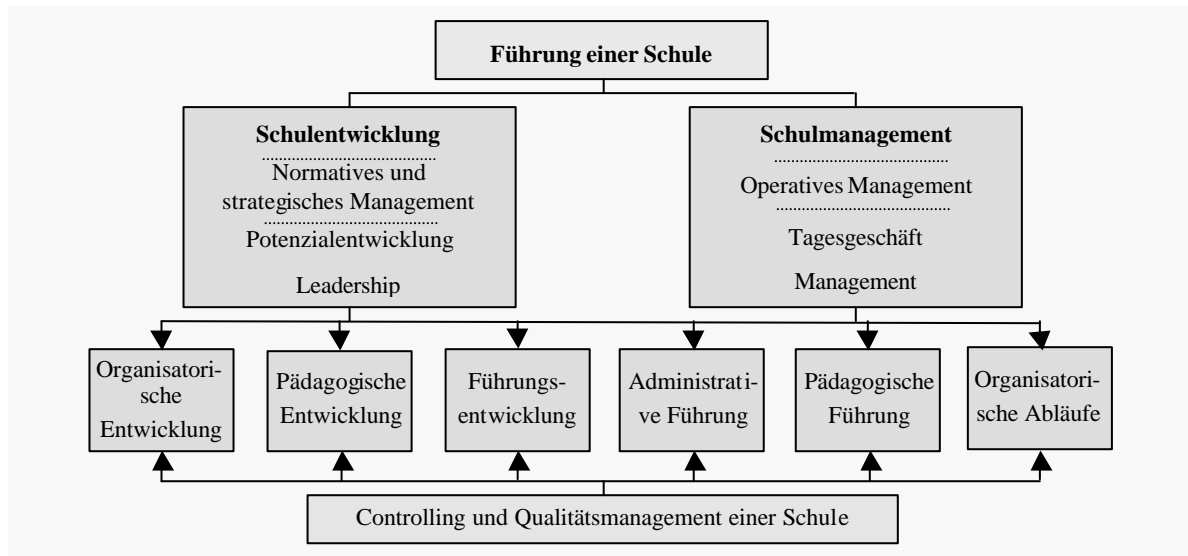 Führung einer Schule
Schulentwicklung
Normatives und
strategisches Management
Potenzialentwicklung
Leadership
Schulmanagement
Operatives Management
Tagesgeschäft
Management
Organisatori-
sche
Entwicklung
Pädagogische
Entwicklung
Führungs-
entwicklung
Administrati-
ve Führung
Pädagogische
Führung
Organisatori-
sche Abläufe
Controlling und Qualitätsmanagement einer Schule